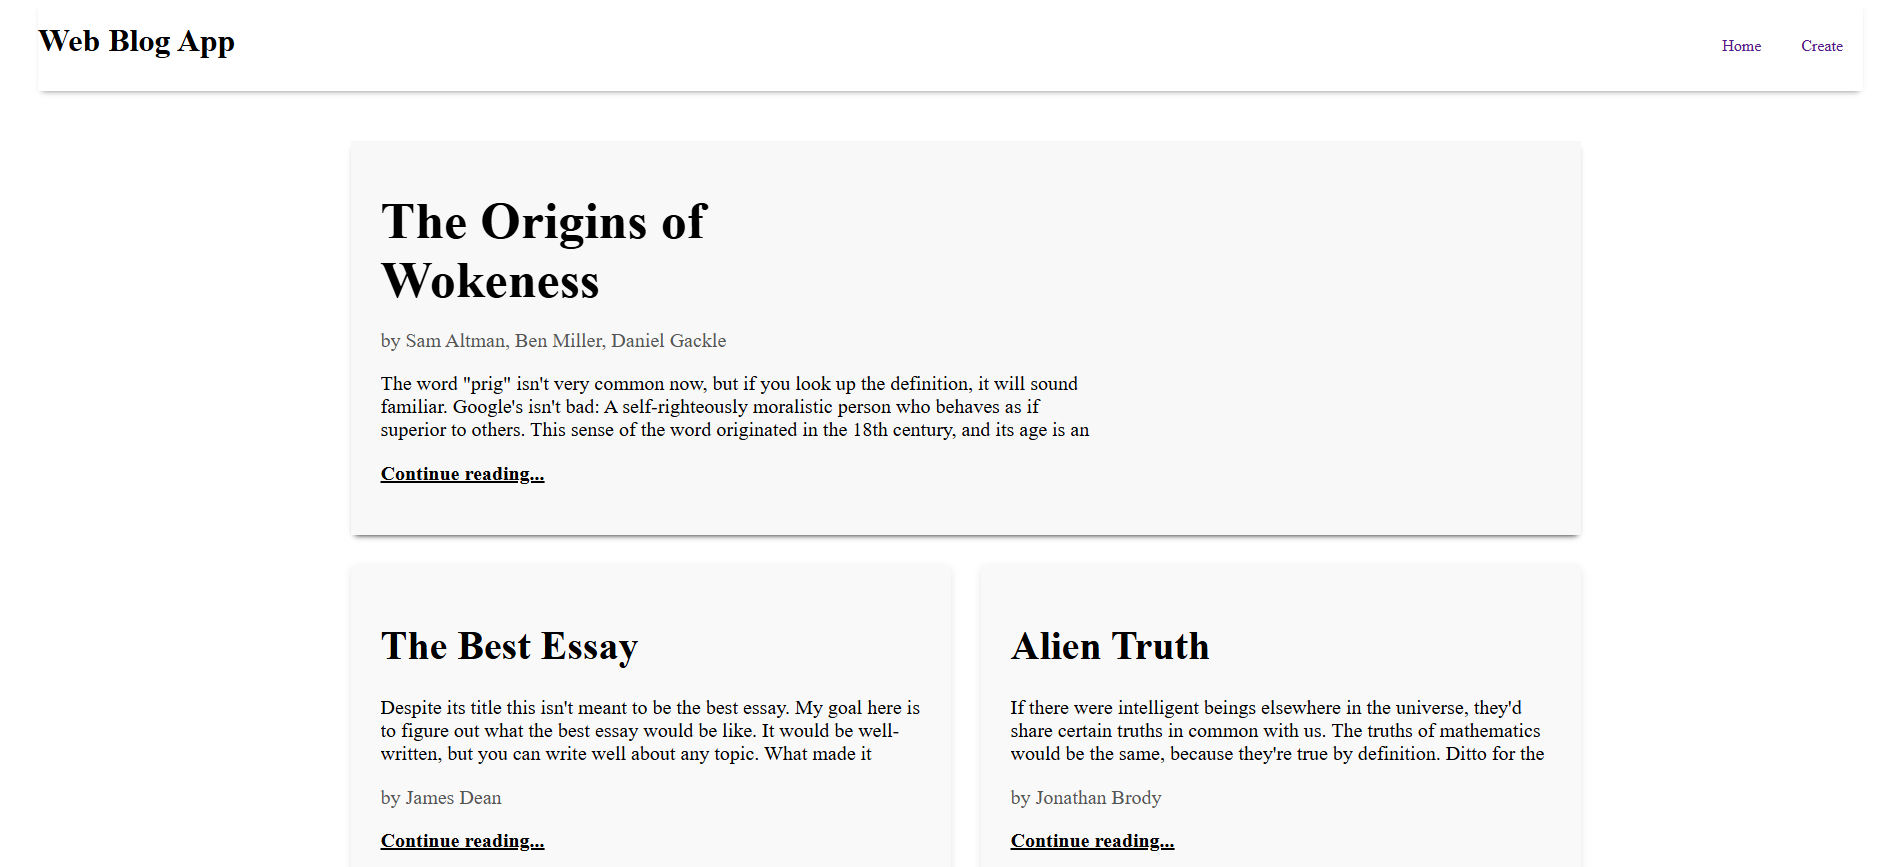 Web Blog App
Home
Create
The Origins of
Wokeness
by Sam Altman, Ben Miller, Daniel Gackle
The word "prig" isn't very common now, but if you look up the definition, it will sound
familiar. Google's isn't bad: A self-righteously moralistic person who behaves as if
superior to others. This sense of the word originated in the 18th century, and its age is an
Continue reading...
The Best Essay
Despite its title this isn't meant to be the best essay. My goal here is
to figure out what the best essay would be like. It would be well-
written, but you can write well about any topic. What made it
by James Dean
Continue reading...
Alien Truth
If there were intelligent beings elsewhere in the universe, they'd
share certain truths in common with us. The truths of mathematics
would be the same, because they're true by definition. Ditto for the
by Jonathan Brody
Continue reading...